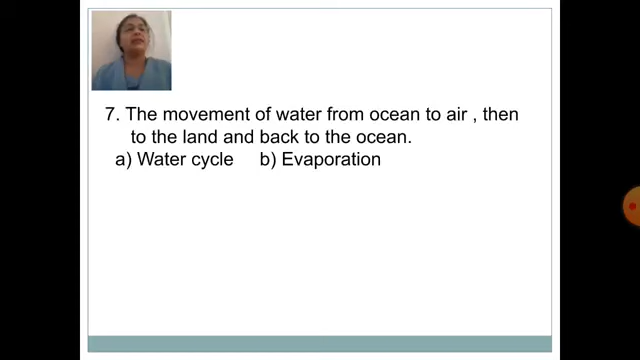 7. The movement of water from ocean to air , then
to the land and back to the ocean.
a) Water cycle b) Evaporation